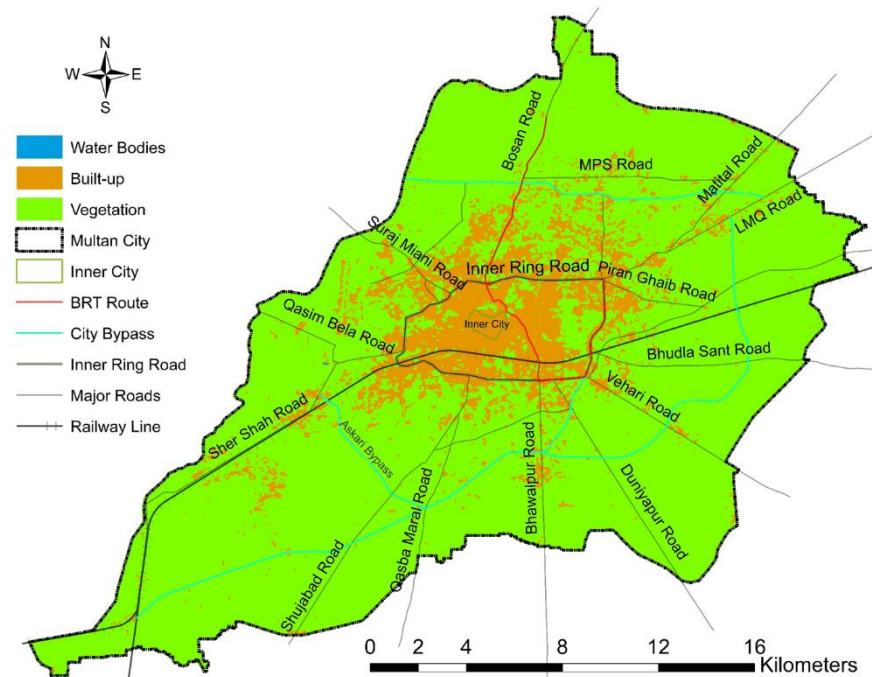 N
W E
S
Water Bodies
Built-up
Vegetation
Multan City
Inner City
BRT Route
City Bypass
Inner Ring Road
Major Roads
Railway Line
Bosan Road
MPS Road
Matital Road
LMQ Road
Suraj Miani Road
Inner Ring Road
Piran Ghaib Road
Inner City
Qasim Bela Road
Bhudla Sant Road
Vehari Road
Sher Shah Road
Askari Bypass
Qasba Maral Road
Bhawalpur Road
Duniyapur Road
Shujabad Road
0 2 4 8 12 16
Kilometers